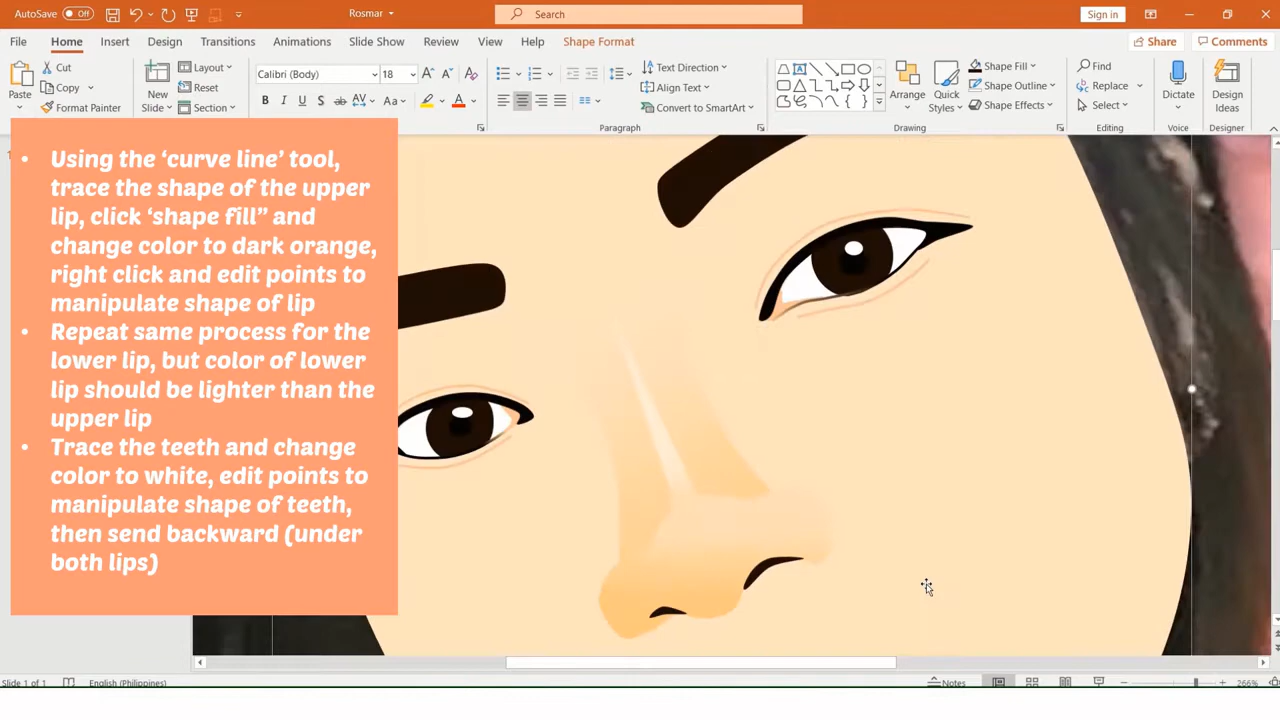 AutoSave Off Rosmar Search Sign in
File Home Insert Design Transitions Animations Slide Show Review View Help Shape Format Share Comments
Paste Cut Copy Format Painter
New Slide Layout Reset Section
Calibri (Body) 18
B I U S ab AV Aa A
Text Direction
Align Text
Convert to SmartArt
Arrange Quick Styles
Shape Fill
Shape Outline
Shape Effects
Find
Replace
Select
Dictate Design Ideas
Paragraph Drawing Editing Voice Designer
• Using the ‘curve line’ tool,
trace the shape of the upper
lip, click ‘shape fill” and
change color to dark orange,
right click and edit points to
manipulate shape of lip
• Repeat same process for the
lower lip, but color of lower
lip should be lighter than the
upper lip
• Trace the teeth and change
color to white, edit points to
manipulate shape of teeth,
then send backward (under
both lips)
Slide 1 of 1 English (Philippines) Notes 266%